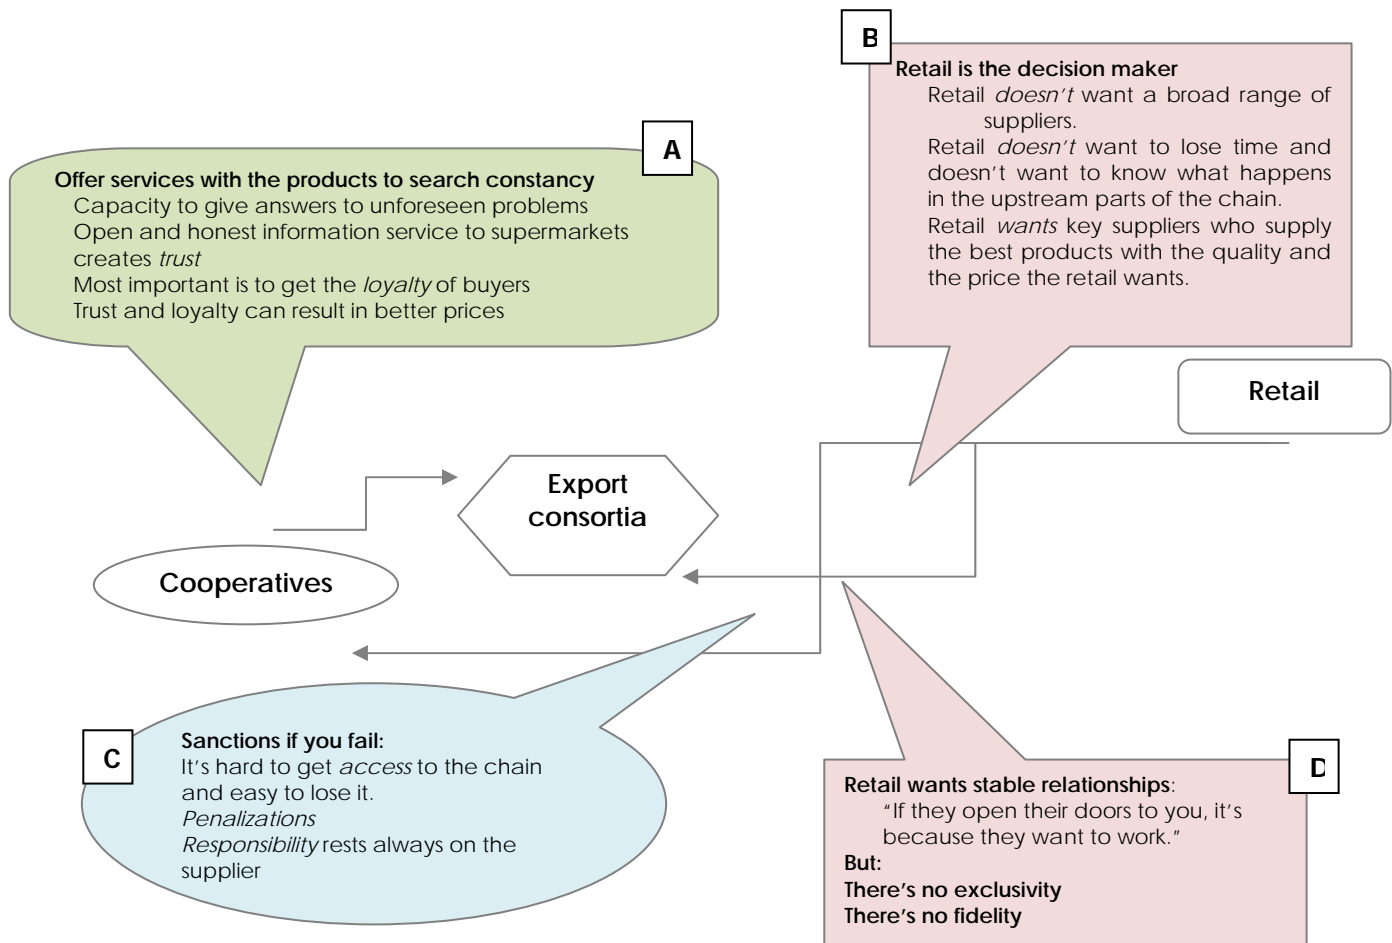 B
Retail is the decision maker
Retail doesn't want a broad range of
suppliers.
Retail doesn't want to lose time and
doesn't want to know what happens
in the upstream parts of the chain.
Retail wants key suppliers who supply
the best products with the quality and
the price the retail wants.
A
Offer services with the products to search constancy
Capacity to give answers to unforeseen problems
Open and honest information service to supermarkets
creates trust
Most important is to get the loyalty of buyers
Trust and loyalty can result in better prices
Retail
Export
consortia
Cooperatives
C
Sanctions if you fail:
It's hard to get access to the chain
and easy to lose it.
Penalizations
Responsibility rests always on the
supplier
D
Retail wants stable relationships:
“If they open their doors to you, it's
because they want to work.”
But:
There's no exclusivity
There's no fidelity